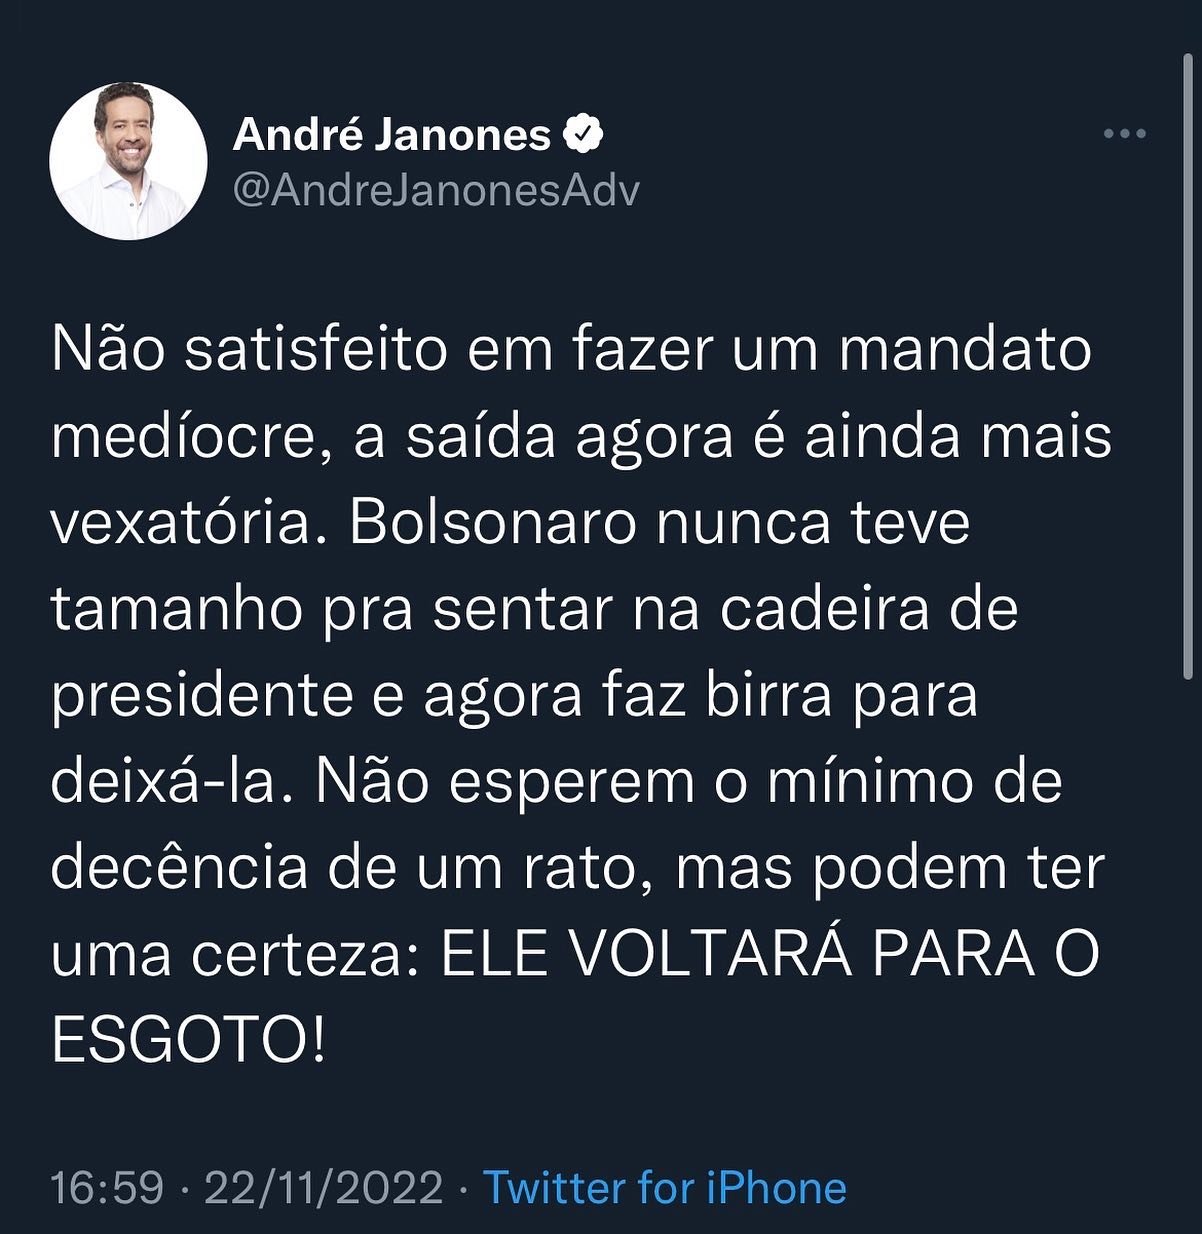 André Janones
@AndreJanonesAdv
Não satisfeito em fazer um mandato
medíocre, a saída agora é ainda mais
vexatória. Bolsonaro nunca teve
tamanho pra sentar na cadeira de
presidente e agora faz birra para
deixá-la. Não esperem o mínimo de
decência de um rato, mas podem ter
uma certeza: ELE VOLTARÁ PARA O
ESGOTO!
16:59 · 22/11/2022 · Twitter for iPhone